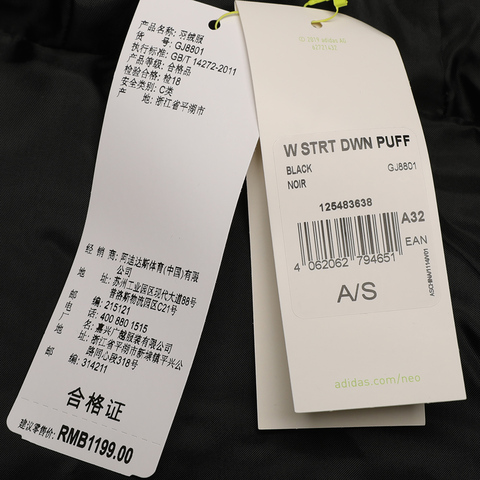 产品名称: 羽绒服
货 号: GJ8801
执行标准: GB/T 14272-2011
产品等级: 合格品
检验合格: 检18
安全类别: C类
产 地: 浙江省平湖市
经 销 商: 阿迪达斯体育(中国)有限
公司
地 址: 苏州工业园区现代大道88号
普洛斯物流园区C21号
邮 编: 215121
电 话: 400 880 1515
厂 名: 嘉兴广越服装有限公司
地 址: 浙江省平湖市新埭镇平兴公
路同心段318号
邮 编: 314211
合格证
建议零售价: RMB1199.00
© 2019 adidas AG
W STRT DWN PUFF
BLACK GJ8801
NOIR
125483638
A32
EAN
4 062062 794651
A/S
adidas.com/neo